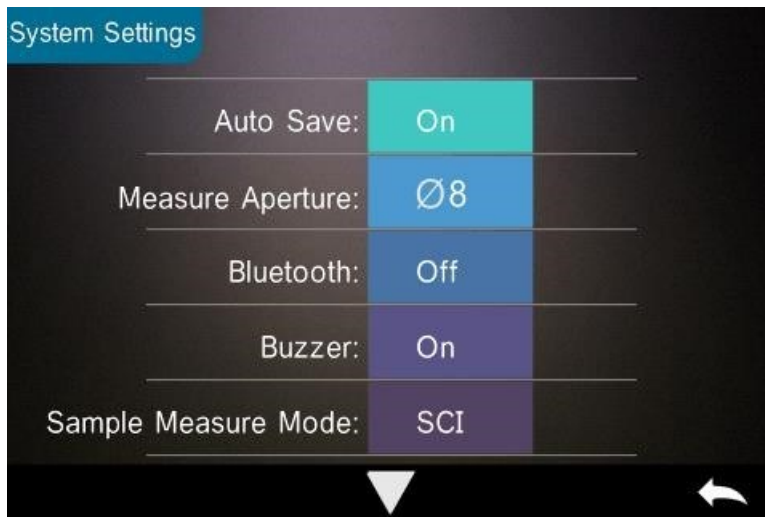 System Settings
Auto Save: On
Measure Aperture: Ø8
Bluetooth: Off
Buzzer: On
Sample Measure Mode: SCI